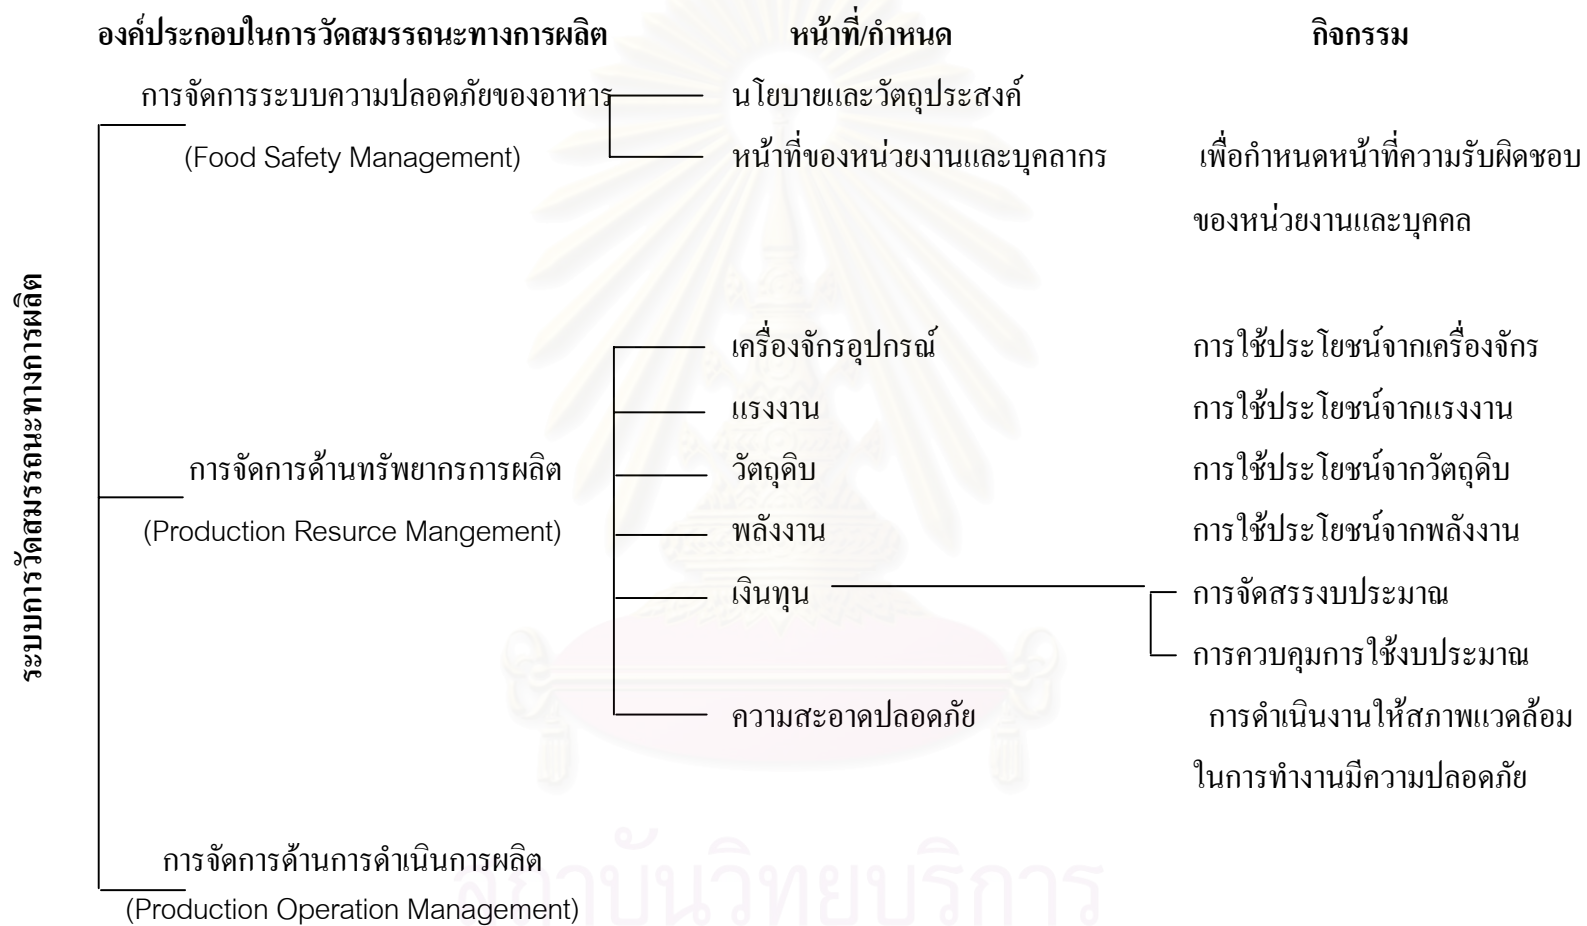 องค์ประกอบในการวัดสมรรถนะทางการผลิต หน้าที่/กำหนด กิจกรรม
การจัดการระบบความปลอดภัยของอาหาร นโยบายและวัตถุประสงค์
(Food Safety Management) หน้าที่ของหน่วยงานและบุคลากร เพื่อกำหนดหน้าที่ความรับผิดชอบ
ของหน่วยงานและบุคคล
ระบบการวัดสมรรถนะทางการผลิต
เครื่องจักรอุปกรณ์ การใช้ประโยชน์จากเครื่องจักร
แรงงาน การใช้ประโยชน์จากแรงงาน
การจัดการด้านทรัพยากรการผลิต วัตถุดิบ การใช้ประโยชน์จากวัตถุดิบ
(Production Resurce Mangement) พลังงาน การใช้ประโยชน์จากพลังงาน
เงินทุน การจัดสรรงบประมาณ
การควบคุมการใช้งบประมาณ
ความสะอาดปลอดภัย การดำเนินงานให้สภาพแวดล้อม
ในการทำงานมีความปลอดภัย
การจัดการด้านการดำเนินการผลิต
สถาบันวิทยบริการ
(Production Operation Management)